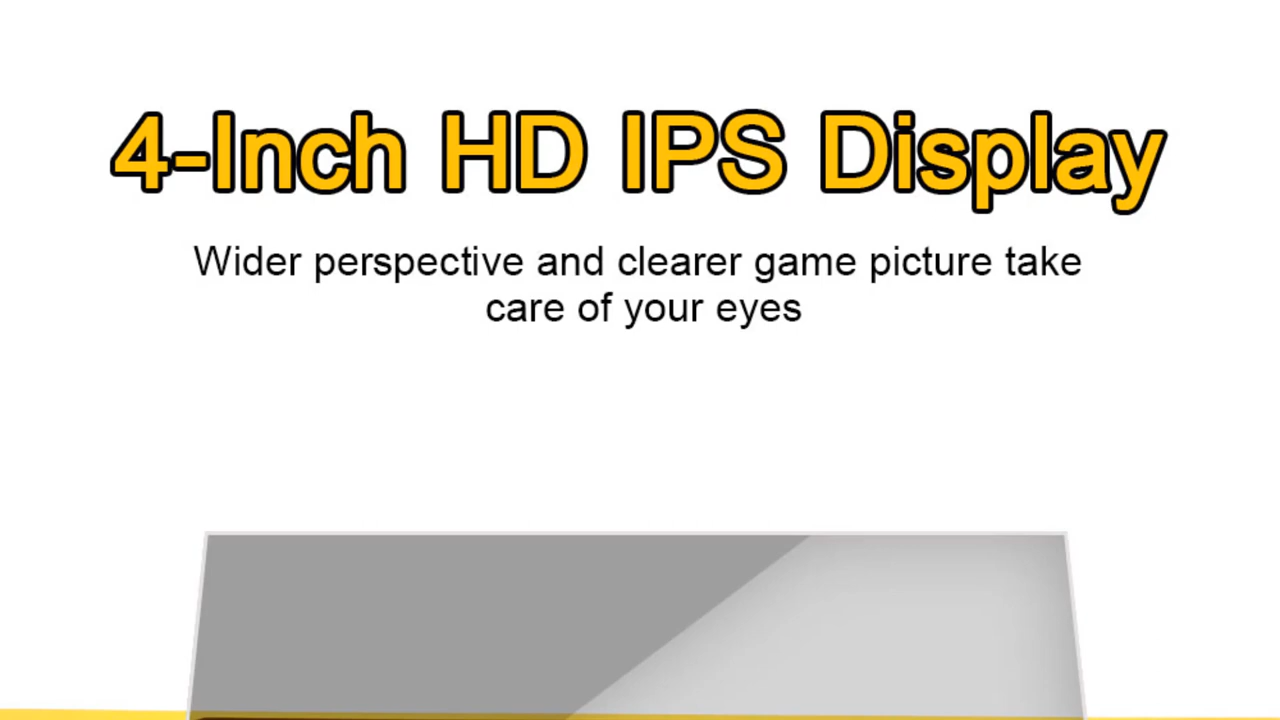 4-Inch HD IPS Display
Wider perspective and clearer game picture take
care of your eyes